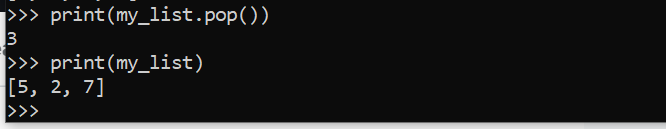 >>> print(my_list.pop())
3
>>> print(my_list)
[5, 2, 7]
>>>